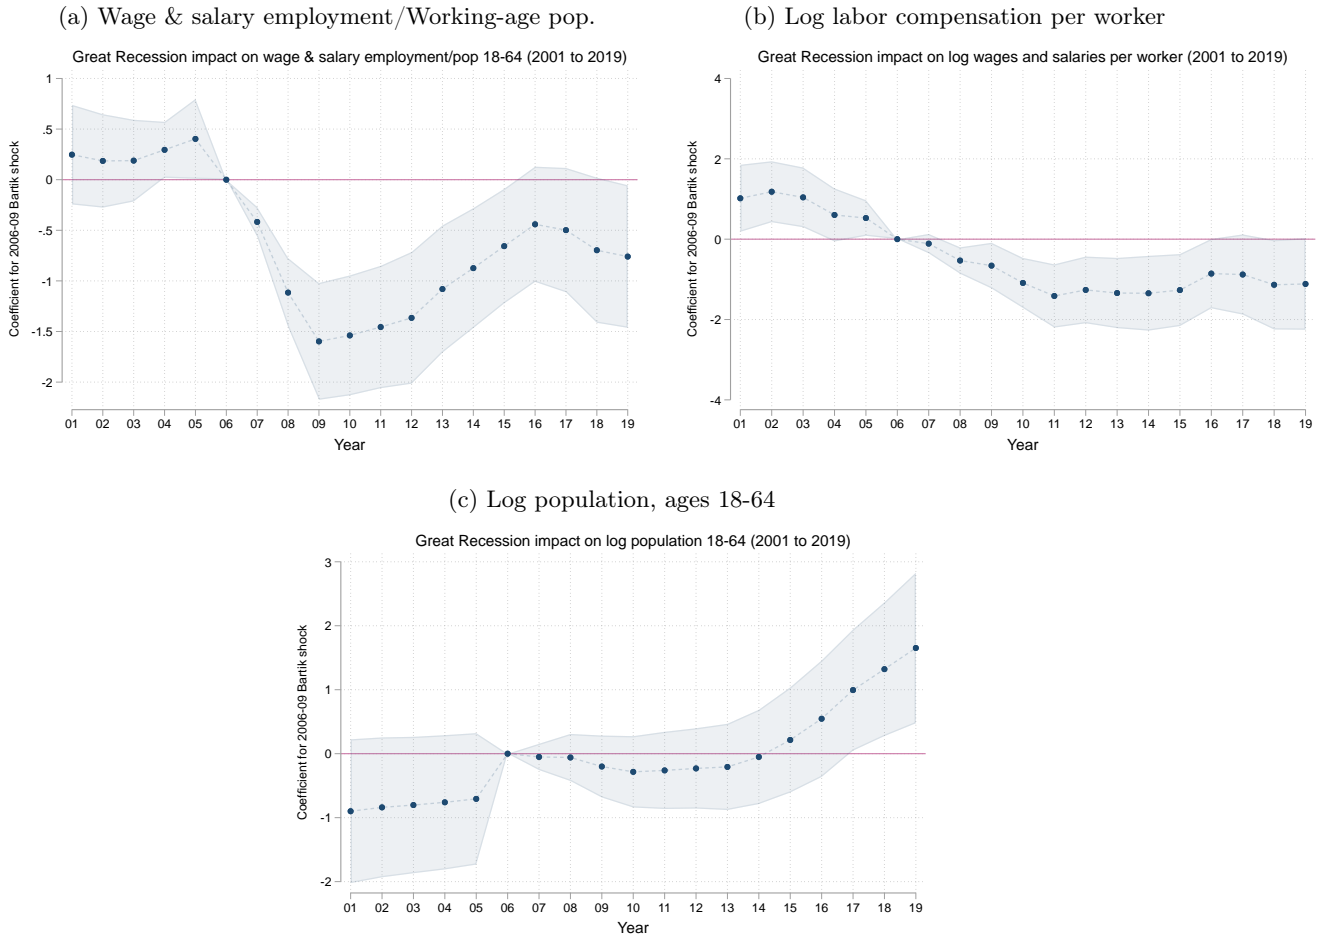 (a) Wage & salary employment/Working-age pop.
Great Recession impact on wage & salary employment/pop 18-64 (2001 to 2019)
Coefficient for 2006-09 Bartik shock
1
.5
0
-.5
-1
-1.5
-2
01 02 03 04 05 06 07 08 09 10 11 12 13 14 15 16 17 18 19
Year
(b) Log labor compensation per worker
Great Recession impact on log wages and salaries per worker (2001 to 2019)
Coefficient for 2006-09 Bartik shock
4
2
0
-2
-4
01 02 03 04 05 06 07 08 09 10 11 12 13 14 15 16 17 18 19
Year
(c) Log population, ages 18-64
Great Recession impact on log population 18-64 (2001 to 2019)
Coefficient for 2006-09 Bartik shock
3
2
1
0
-1
-2
01 02 03 04 05 06 07 08 09 10 11 12 13 14 15 16 17 18 19
Year